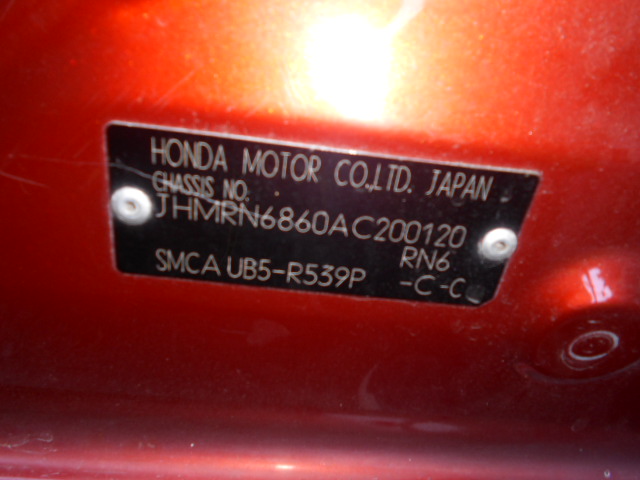 HONDA MOTOR CO.,LTD. JAPAN
CHASSIS NO.
JHMRN6860AC200120
RN6
SMCA UB5-R539P -C-C